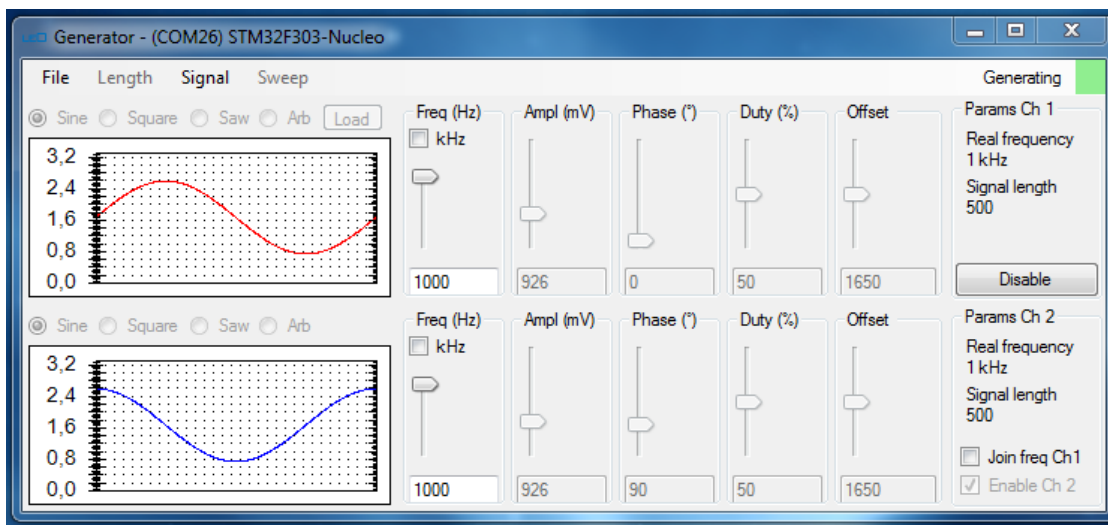 LEO Generator - (COM26) STM32F303-Nucleo
File Length Signal Sweep Generating
Sine Square Saw Arb Load
3,2
2,4
1,6
0,8
0,0
Freq (Hz)
kHz
1000
Ampl (mV)
926
Phase (°)
0
Duty (%)
50
Offset
1650
Params Ch 1
Real frequency
1 kHz
Signal length
500
Disable
Sine Square Saw Arb
3,2
2,4
1,6
0,8
0,0
Freq (Hz)
kHz
1000
Ampl (mV)
926
Phase (°)
90
Duty (%)
50
Offset
1650
Params Ch 2
Real frequency
1 kHz
Signal length
500
Join freq Ch1
Enable Ch 2